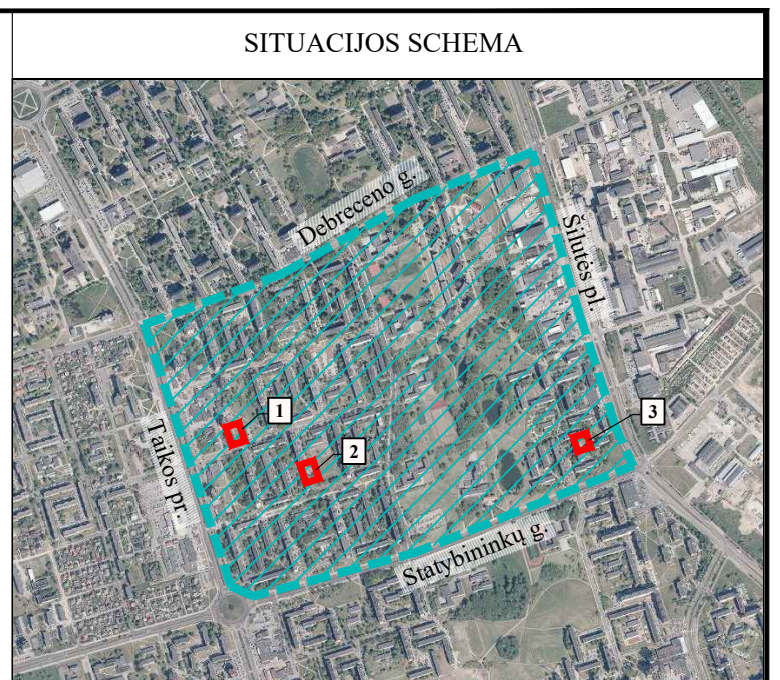 SITUACIJOS SCHEMA
Debreceno g.
Šilutės pl.
1
3
2
Taikos pr.
Statybininkų g.